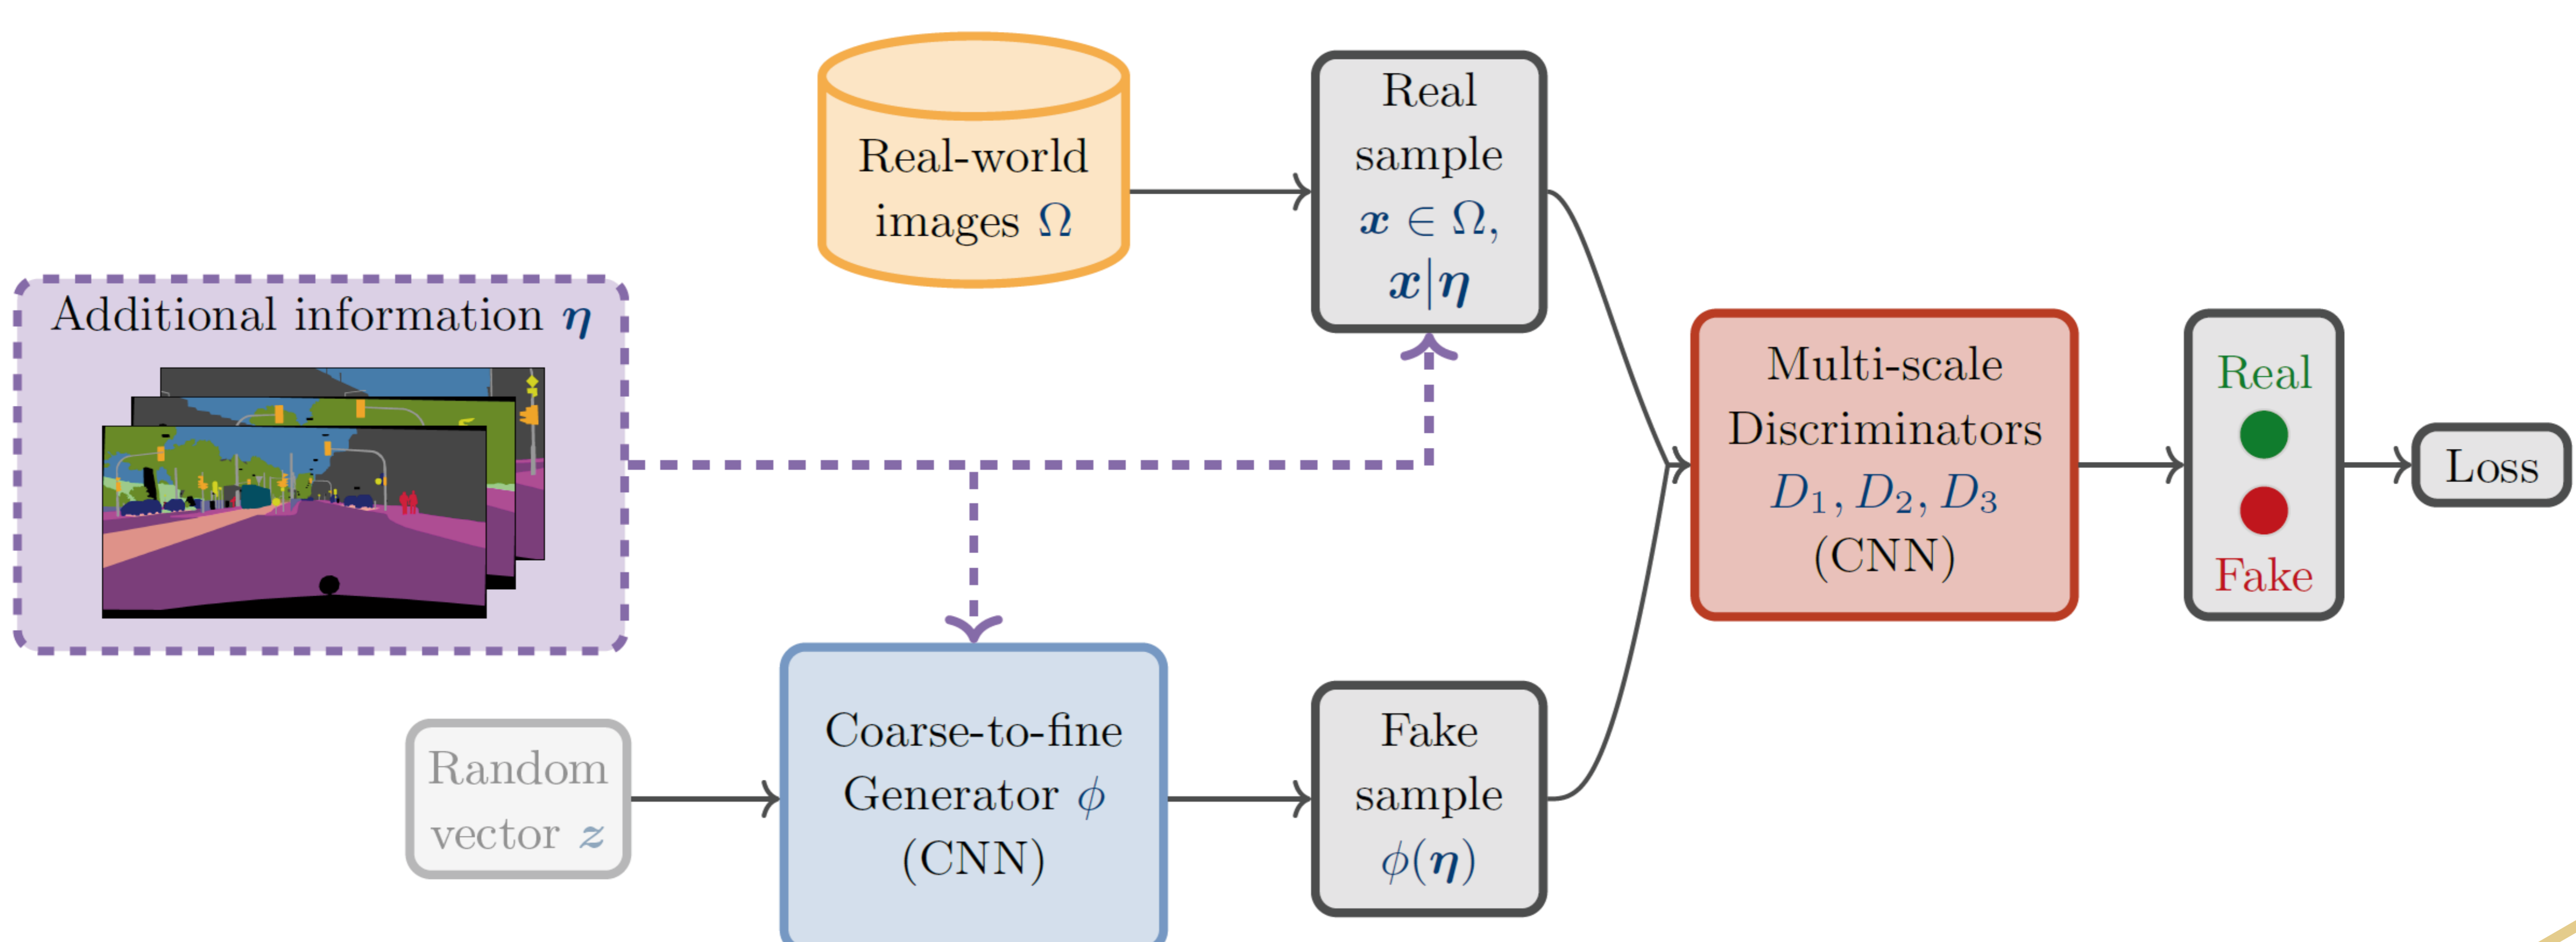 Real-world
images Ω
Real
sample
x ∈ Ω,
x|η
Additional information η
Multi-scale
Discriminators
D₁, D₂, D₃
(CNN)
Real
Fake
Loss
Random
vector z
Coarse-to-fine
Generator ϕ
(CNN)
Fake
sample
ϕ(η)